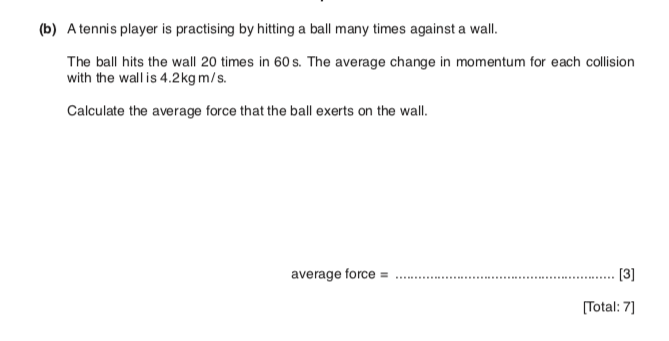 (b) A tennis player is practising by hitting a ball many times against a wall.
The ball hits the wall 20 times in 60 s. The average change in momentum for each collision
with the wall is 4.2 kg m / s.
Calculate the average force that the ball exerts on the wall.
average force = ........................................................ [3]
[Total: 7]